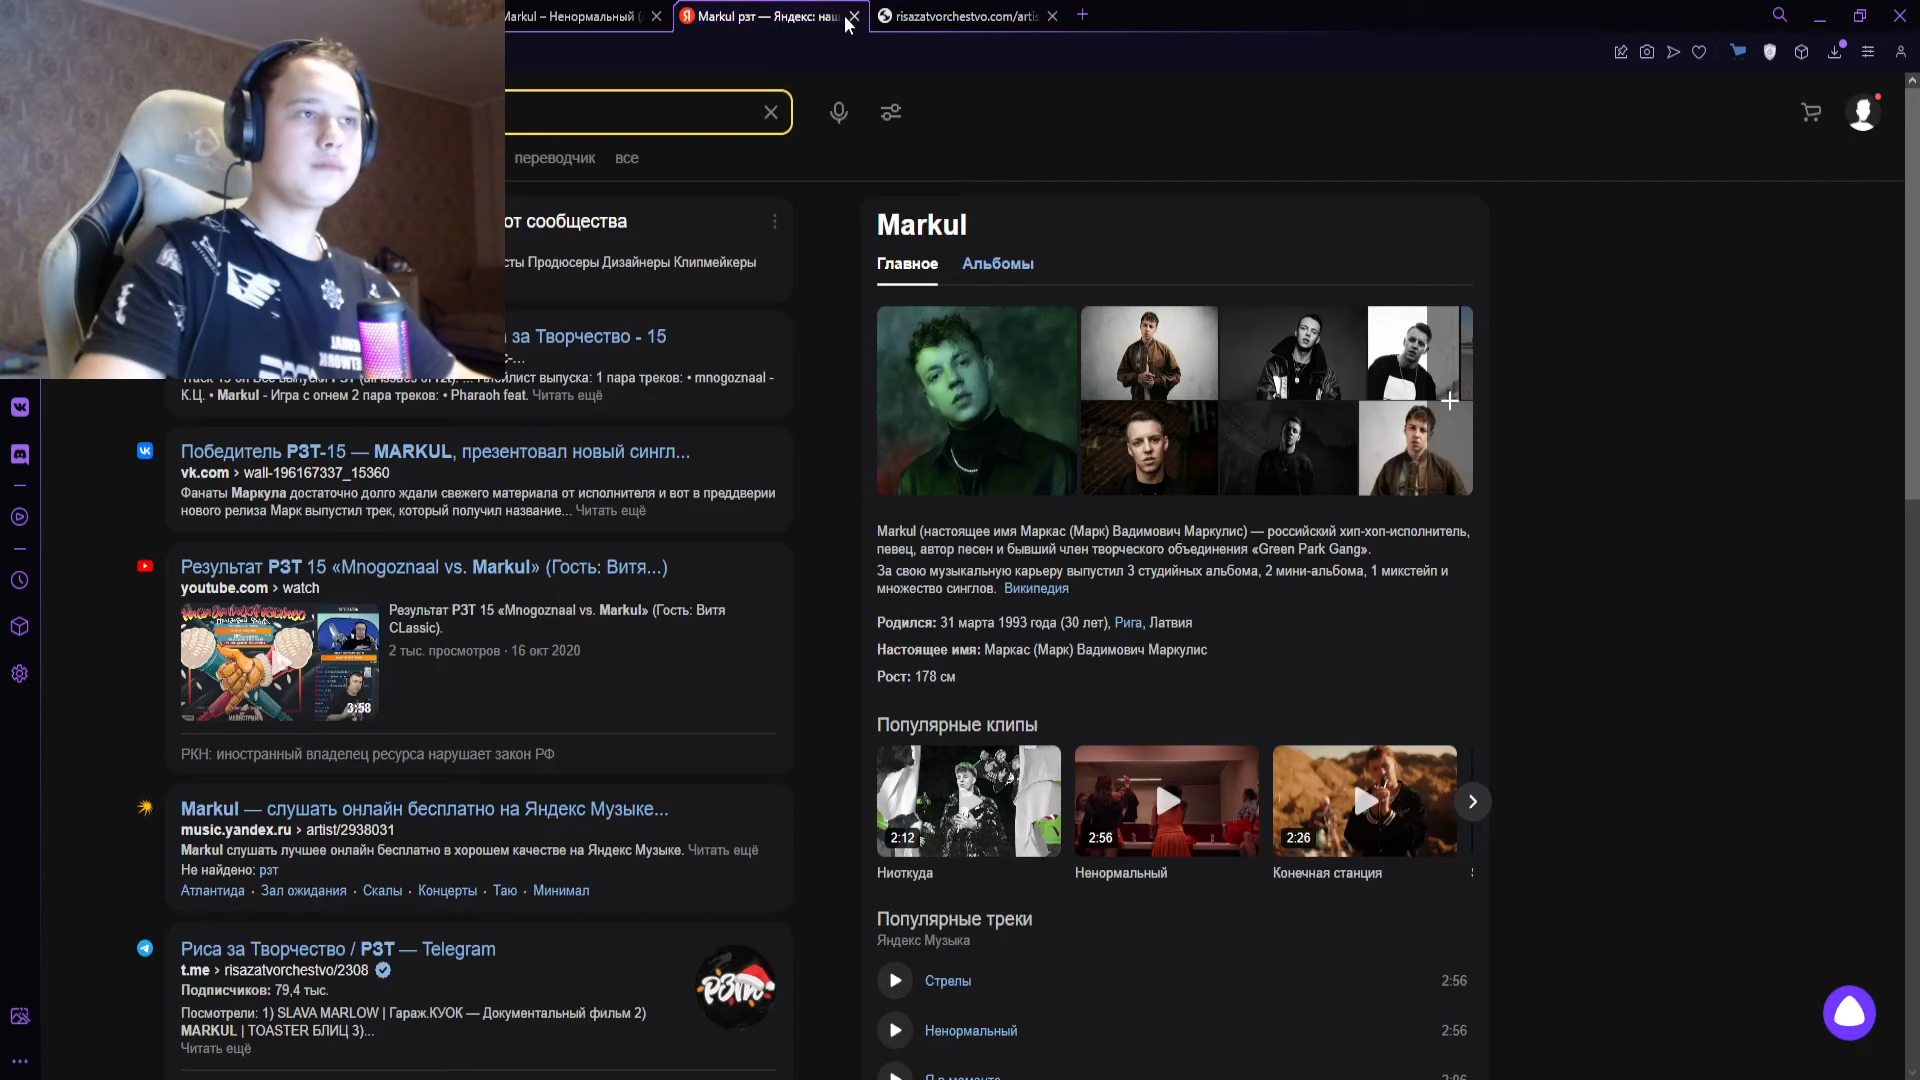 Markul – Ненормальный (
Markul рзт — Яндекс: наш
risazatvorchestvo.com/artis
переводчик все
от сообщества
сты Продюсеры Дизайнеры Клипмейкеры
за Творчество - 15
с-...
К.Ц. • Markul - Игра с огнем 2 пара треков: • Pharaoh feat. Читать ещё
Победитель РЗТ-15 — MARKUL, презентовал новый сингл...
vk.com › wall-196167337_15360
Фанаты Маркула достаточно долго ждали свежего материала от исполнителя и вот в преддверии
нового релиза Марк выпустил трек, который получил название... Читать ещё
Результат РЗТ 15 «Mnogoznaal vs. Markul» (Гость: Витя...)
youtube.com › watch
Результат РЗТ 15 «Mnogoznaal vs. Markul» (Гость: Витя
CLassic).
2 тыс. просмотров · 16 окт 2020
3:58
РКН: иностранный владелец ресурса нарушает закон РФ
Markul — слушать онлайн бесплатно на Яндекс Музыке...
music.yandex.ru › artist/2938031
Markul слушать лучшее онлайн бесплатно в хорошем качестве на Яндекс Музыке. Читать ещё
Не найдено: рзт
Атлантида · Зал ожидания · Скалы · Концерты · Таю · Минимал
Риса за Творчество / РЗТ — Telegram
t.me › risazatvorchestvo/2308
Подписчиков: 79,4 тыс.
Посмотрели: 1) SLAVA MARLOW | Гараж.КУОК — Документальный фильм 2)
MARKUL | TOASTER БЛИЦ 3)...
Читать ещё
Markul
Главное Альбомы
Markul (настоящее имя Маркас (Марк) Вадимович Маркулис) — российский хип-хоп-исполнитель,
певец, автор песен и бывший член творческого объединения «Green Park Gang».
За свою музыкальную карьеру выпустил 3 студийных альбома, 2 мини-альбома, 1 микстейп и
множество синглов. Википедия
Родился: 31 марта 1993 года (30 лет), Рига, Латвия
Настоящее имя: Маркас (Марк) Вадимович Маркулис
Рост: 178 см
Популярные клипы
2:12
2:56
2:26
Ниоткуда
Ненормальный
Конечная станция
Популярные треки
Яндекс Музыка
Стрелы 2:56
Ненормальный 2:56